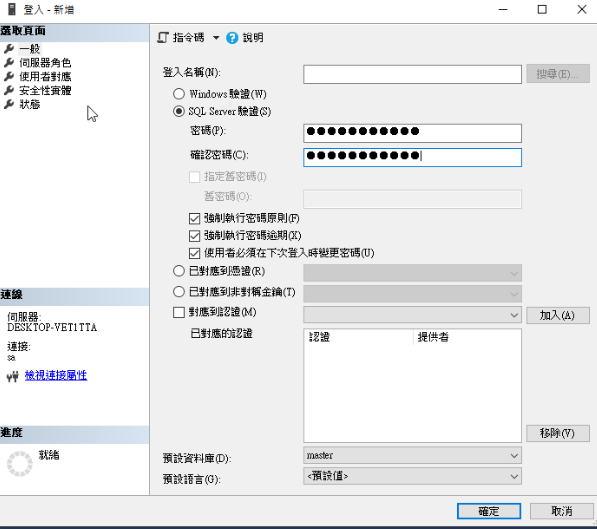 登入 - 新增
選取頁面
一般
伺服器角色
使用者對應
安全性實體
狀態
指令碼 說明
登入名稱(N):
搜尋(E)...
Windows 驗證(W)
SQL Server 驗證(S)
密碼(P):
確認密碼(C):
指定舊密碼(I)
舊密碼(O):
強制執行密碼原則(F)
強制執行密碼逾期(X)
使用者必須在下次登入時變更密碼(U)
已對應到憑證(R)
已對應到非對稱金鑰(T)
對應到認證(M)
加入(A)
已對應的認證
認證 提供者
移除(V)
預設資料庫(D):
master
預設語言(G):
<預設值>
連線
伺服器:
DESKTOP-VET1TTA
連接:
sa
檢視連接屬性
進度
就緒
確定 取消